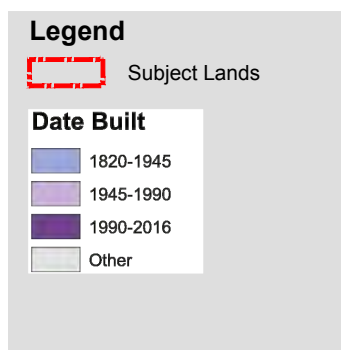 Legend
Subject Lands
Date Built
1820-1945
1945-1990
1990-2016
Other